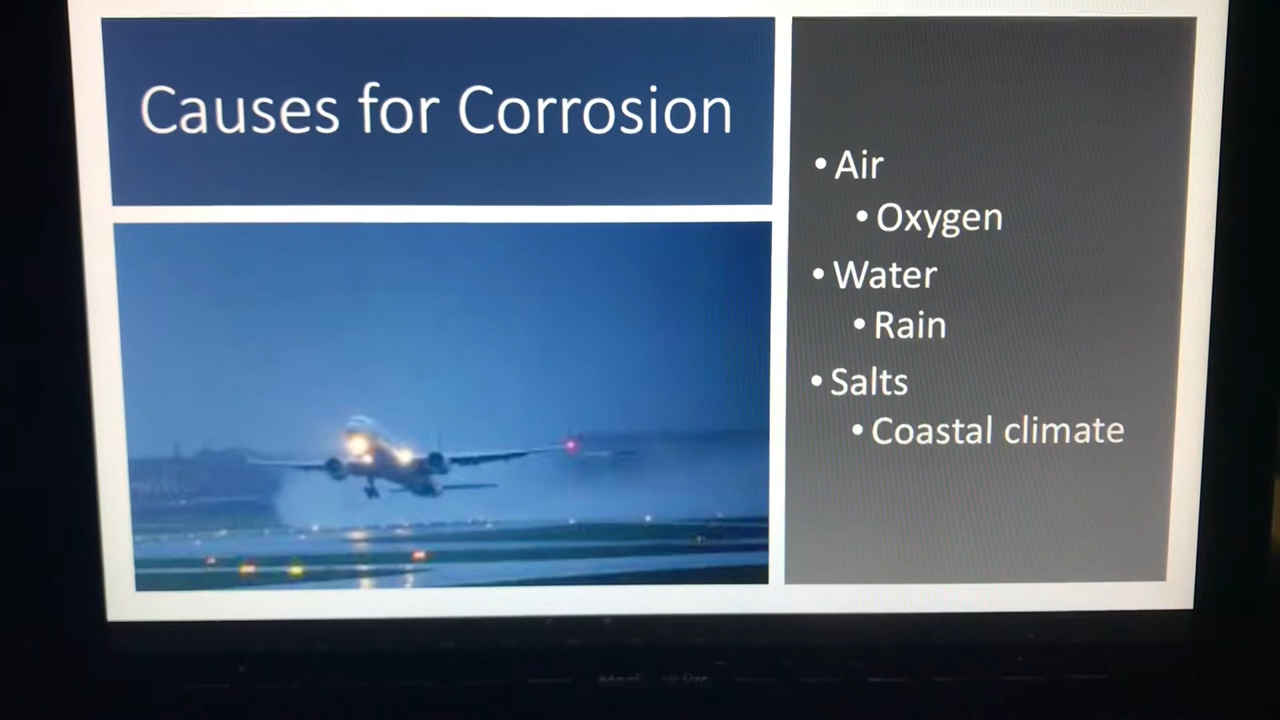 Causes for Corrosion
• Air
• Oxygen
• Water
• Rain
• Salts
• Coastal climate